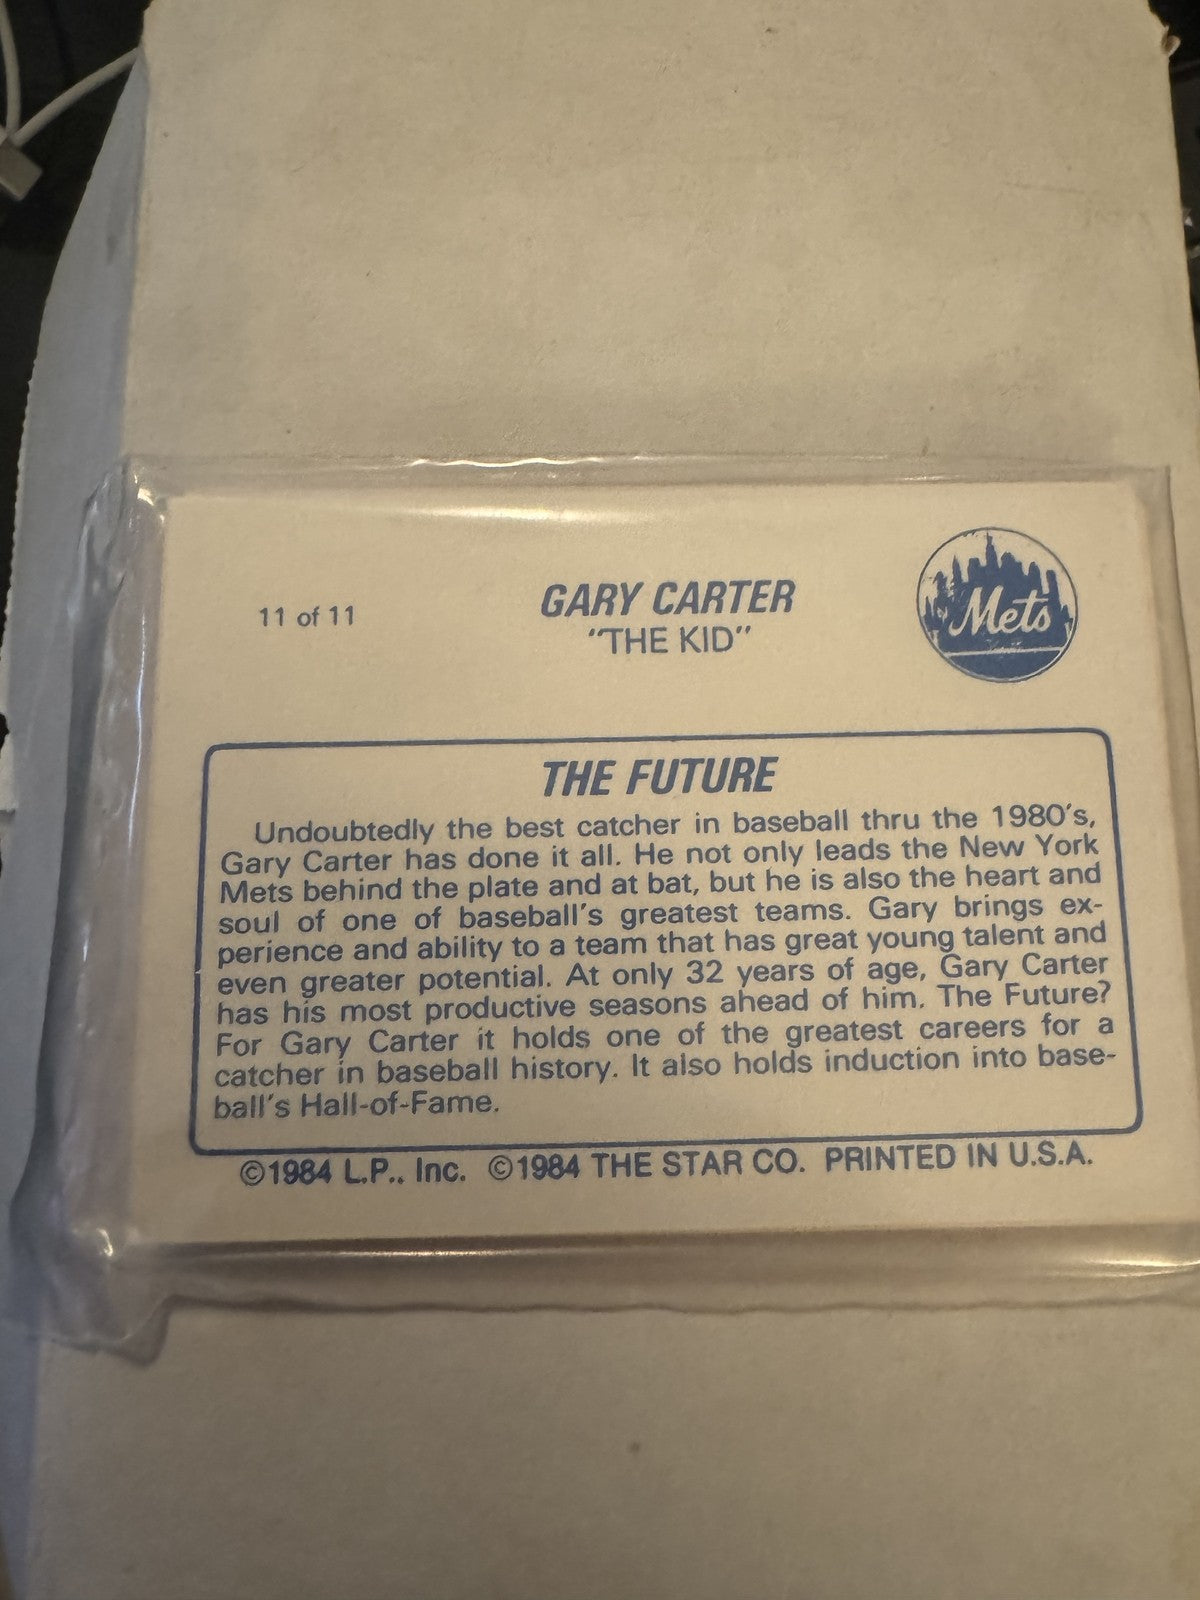 11 of 11
GARY CARTER
"THE KID"
Mets
THE FUTURE
Undoubtedly the best catcher in baseball thru the 1980's,
Gary Carter has done it all. He not only leads the New York
Mets behind the plate and at bat, but he is also the heart and
soul of one of baseball's greatest teams. Gary brings ex-
perience and ability to a team that has great young talent and
even greater potential. At only 32 years of age, Gary Carter
has his most productive seasons ahead of him. The Future?
For Gary Carter it holds one of the greatest careers for a
catcher in baseball history. It also holds induction into base-
ball's Hall-of-Fame.
©1984 L.P.. Inc. ©1984 THE STAR CO. PRINTED IN U.S.A.